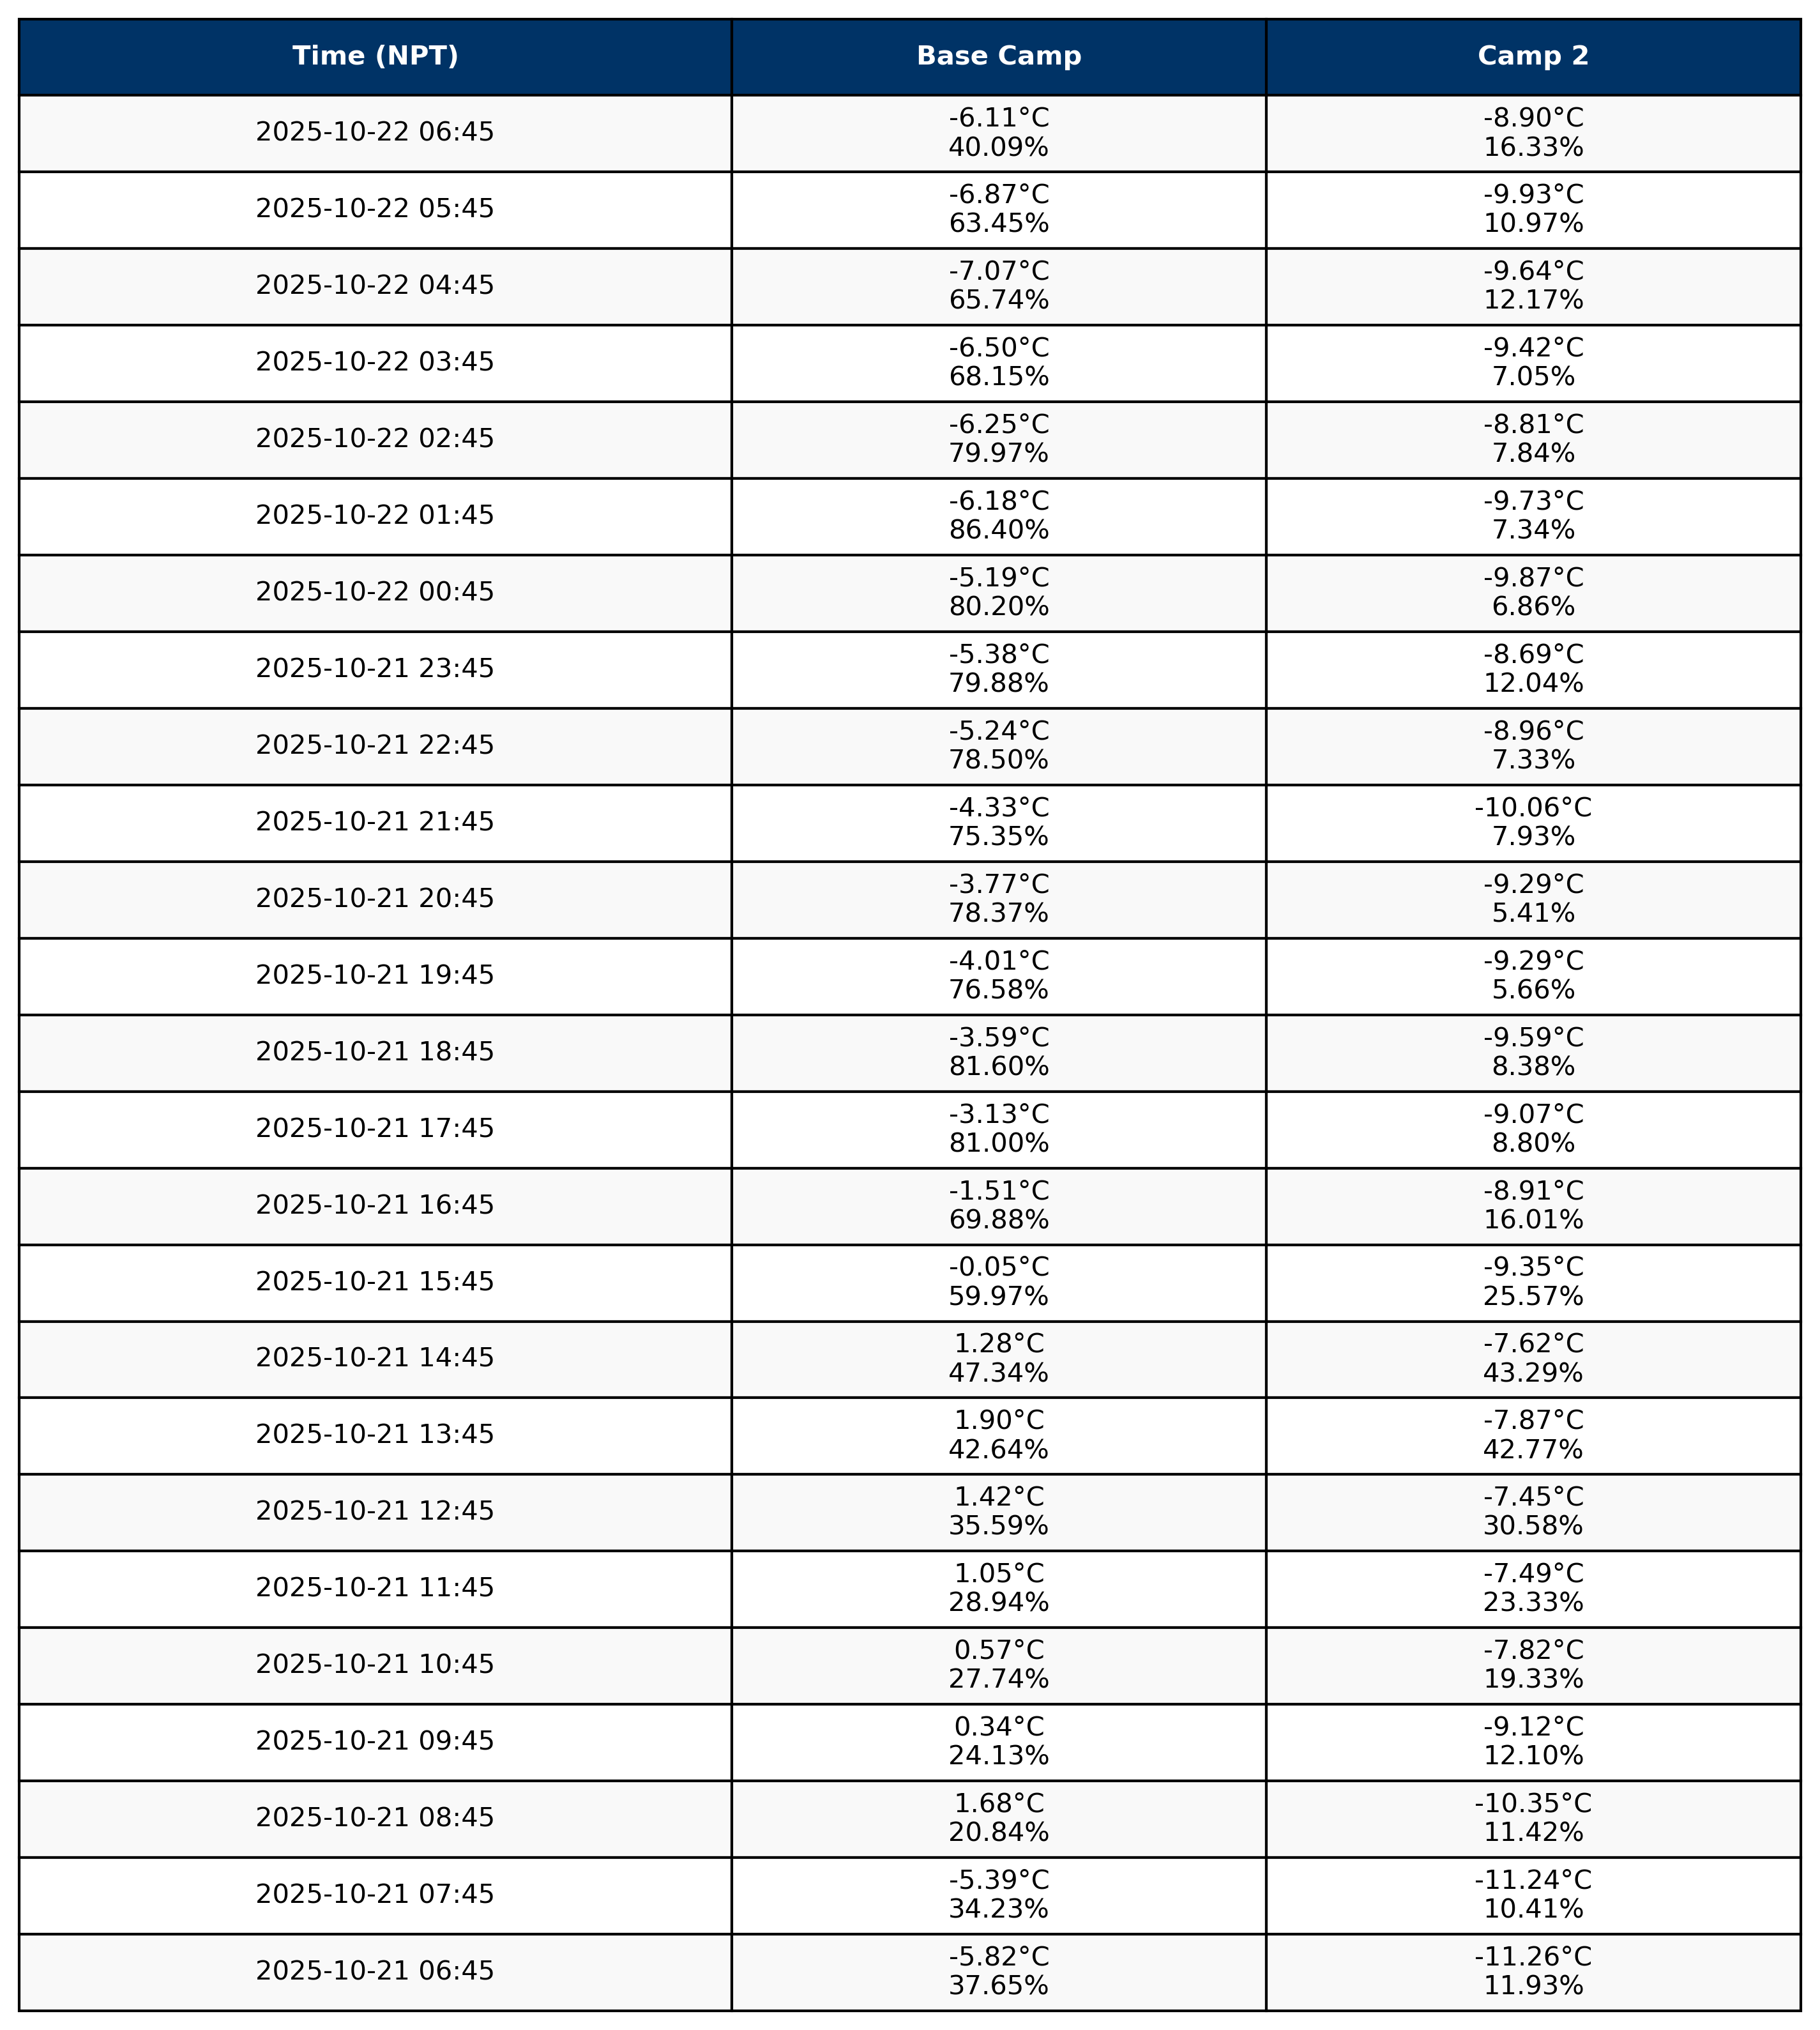 Time (NPT) Base Camp Camp 2
2025-10-22 06:45 -6.11°C -8.90°C
40.09% 16.33%
2025-10-22 05:45 -6.87°C -9.93°C
63.45% 10.97%
2025-10-22 04:45 -7.07°C -9.64°C
65.74% 12.17%
2025-10-22 03:45 -6.50°C -9.42°C
68.15% 7.05%
2025-10-22 02:45 -6.25°C -8.81°C
79.97% 7.84%
2025-10-22 01:45 -6.18°C -9.73°C
86.40% 7.34%
2025-10-22 00:45 -5.19°C -9.87°C
80.20% 6.86%
2025-10-21 23:45 -5.38°C -8.69°C
79.88% 12.04%
2025-10-21 22:45 -5.24°C -8.96°C
78.50% 7.33%
2025-10-21 21:45 -4.33°C -10.06°C
75.35% 7.93%
2025-10-21 20:45 -3.77°C -9.29°C
78.37% 5.41%
2025-10-21 19:45 -4.01°C -9.29°C
76.58% 5.66%
2025-10-21 18:45 -3.59°C -9.59°C
81.60% 8.38%
2025-10-21 17:45 -3.13°C -9.07°C
81.00% 8.80%
2025-10-21 16:45 -1.51°C -8.91°C
69.88% 16.01%
2025-10-21 15:45 -0.05°C -9.35°C
59.97% 25.57%
2025-10-21 14:45 1.28°C -7.62°C
47.34% 43.29%
2025-10-21 13:45 1.90°C -7.87°C
42.64% 42.77%
2025-10-21 12:45 1.42°C -7.45°C
35.59% 30.58%
2025-10-21 11:45 1.05°C -7.49°C
28.94% 23.33%
2025-10-21 10:45 0.57°C -7.82°C
27.74% 19.33%
2025-10-21 09:45 0.34°C -9.12°C
24.13% 12.10%
2025-10-21 08:45 1.68°C -10.35°C
20.84% 11.42%
2025-10-21 07:45 -5.39°C -11.24°C
34.23% 10.41%
2025-10-21 06:45 -5.82°C -11.26°C
37.65% 11.93%